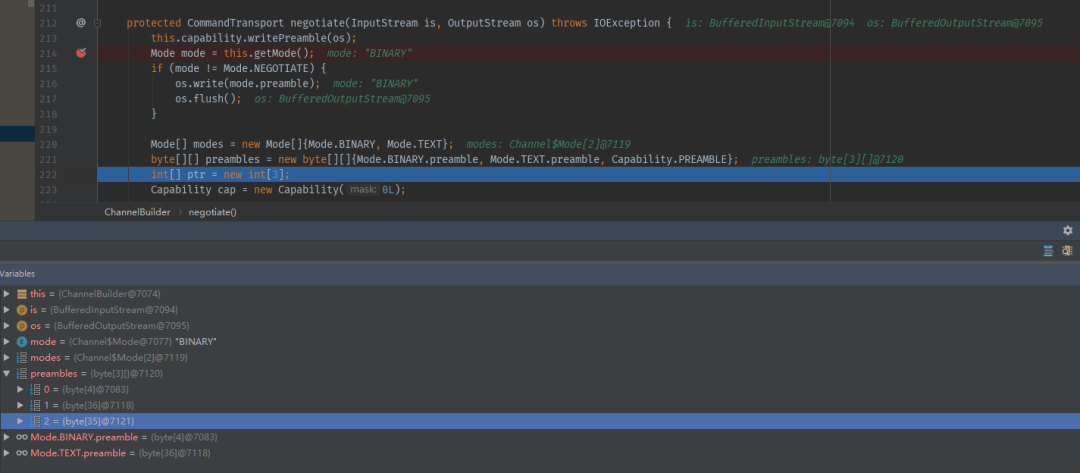 211
212 @ protected CommandTransport negotiate(InputStream is, OutputStream os) throws IOException { is: BufferedInputStream@7094 os: BufferedOutputStream@7095
213 this.capability.writePreamble(os);
214 Mode mode = this.getMode(); mode: "BINARY"
215 if (mode != Mode.NEGOTIATE) {
216 os.write(mode.preamble); mode: "BINARY"
217 os.flush(); os: BufferedOutputStream@7095
218 }
219
220 Mode[] modes = new Mode[]{Mode.BINARY, Mode.TEXT}; modes: Channel$Mode[2]@7119
221 byte[][] preambles = new byte[][]{Mode.BINARY.preamble, Mode.TEXT.preamble, Capability.PREAMBLE}; preambles: byte[3][]@7120
222 int[] ptr = new int[3];
223 Capability cap = new Capability( mask: 0L);
ChannelBuilder › negotiate()
Variables
this = {ChannelBuilder@7074}
is = {BufferedInputStream@7094}
os = {BufferedOutputStream@7095}
mode = {Channel$Mode@7077} "BINARY"
modes = {Channel$Mode[2]@7119}
preambles = {byte[3][]@7120}
0 = {byte[4]@7083}
1 = {byte[36]@7118}
2 = {byte[35]@7121}
Mode.BINARY.preamble = {byte[4]@7083}
Mode.TEXT.preamble = {byte[36]@7118}